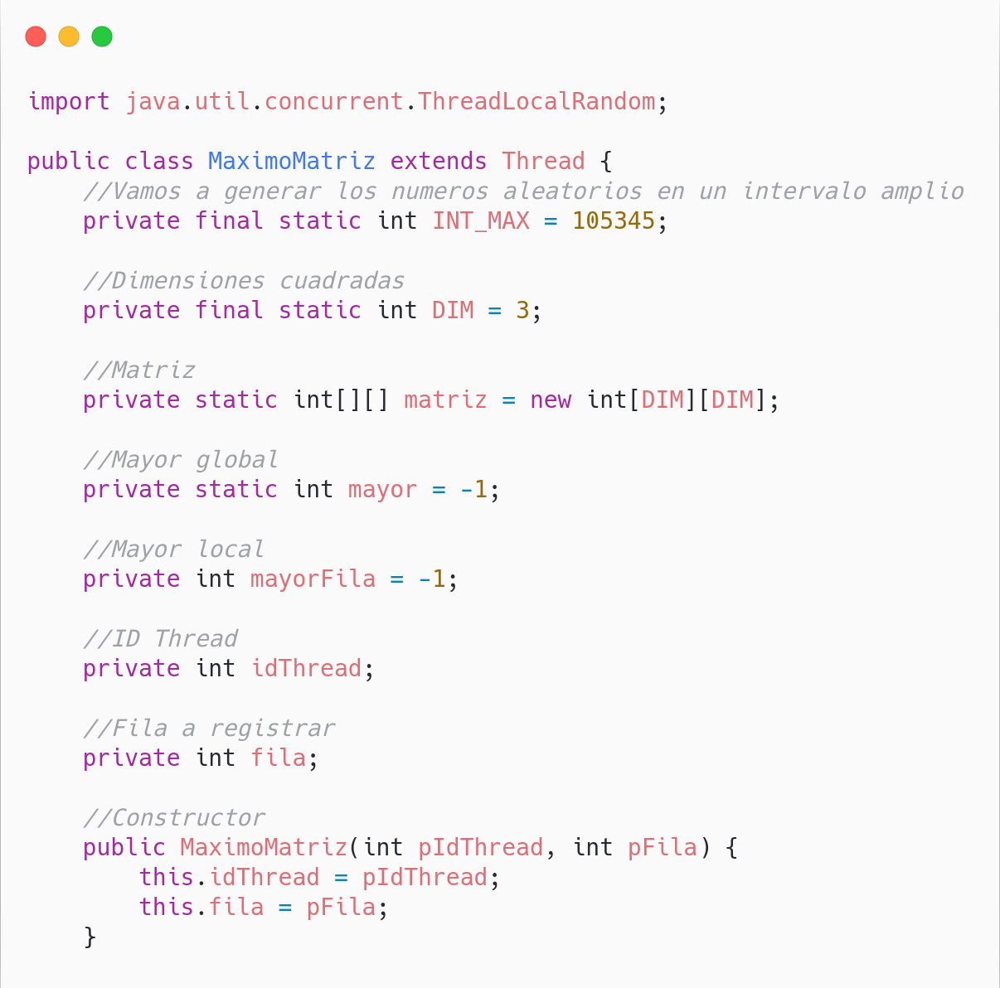 import java.util.concurrent.ThreadLocalRandom;

public class MaximoMatriz extends Thread {
    //Vamos a generar los numeros aleatorios en un intervalo amplio
    private final static int INT_MAX = 105345;

    //Dimensiones cuadradas
    private final static int DIM = 3;

    //Matriz
    private static int[][] matriz = new int[DIM][DIM];

    //Mayor global
    private static int mayor = -1;

    //Mayor local
    private int mayorFila = -1;

    //ID Thread
    private int idThread;

    //Fila a registrar
    private int fila;

    //Constructor
    public MaximoMatriz(int pIdThread, int pFila) {
        this.idThread = pIdThread;
        this.fila = pFila;
    }